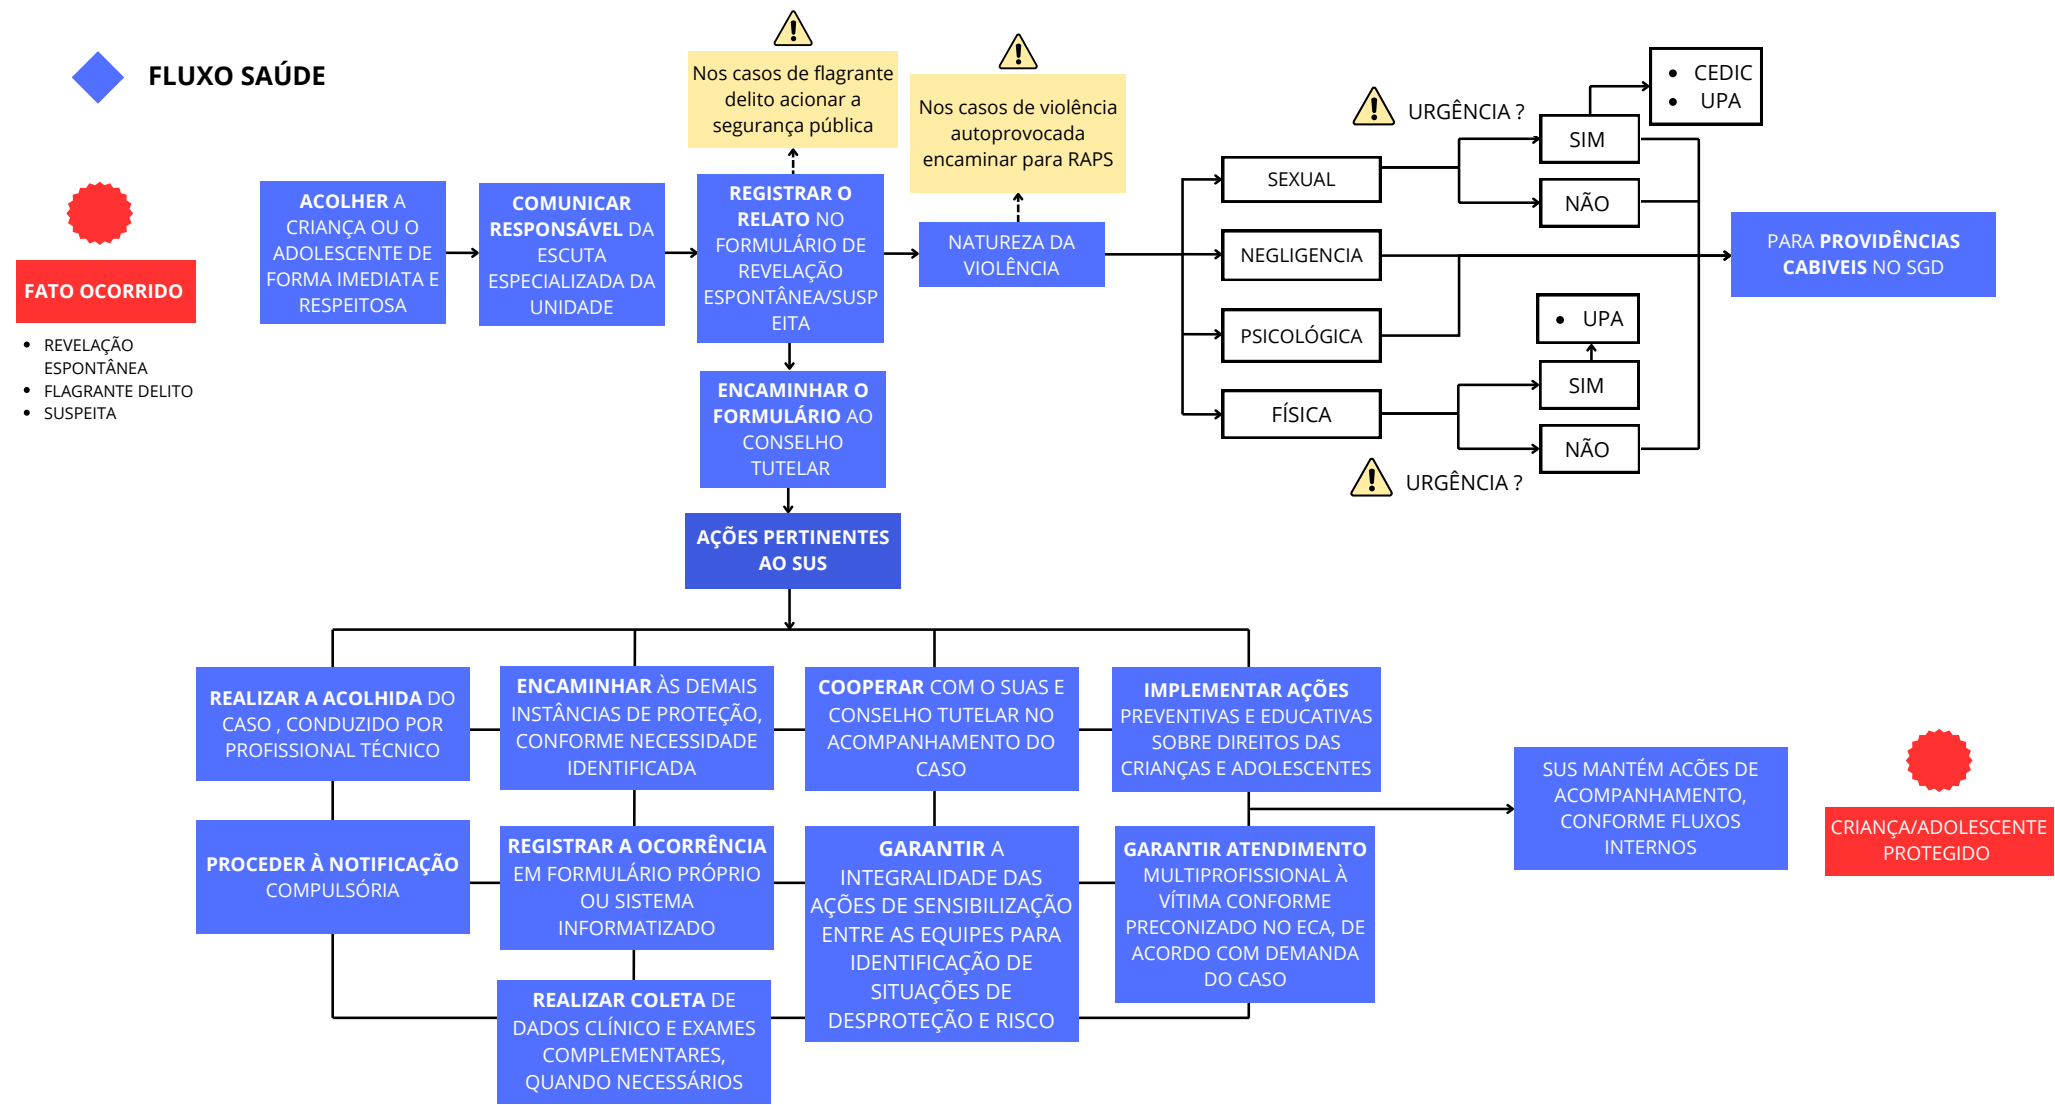 FLUXO SAÚDE
Nos casos de flagrante
delito acionar a
segurança pública
Nos casos de violência
autoprovocada
encaminar para RAPS
URGÊNCIA ?
CEDIC
UPA
SIM
NÃO
FATO OCORRIDO
REVELAÇÃO
ESPONTÂNEA
FLAGRANTE DELITO
SUSPEITA
ACOLHER A
CRIANÇA OU O
ADOLESCENTE DE
FORMA IMEDIATA E
RESPEITOSA
COMUNICAR
RESPONSÁVEL DA
ESCUTA
ESPECIALIZADA DA
UNIDADE
REGISTRAR O
RELATO NO
FORMULÁRIO DE
REVELAÇÃO
ESPONTÂNEA/SUSP
EITA
NATUREZA DA
VIOLÊNCIA
SEXUAL
NEGLIGENCIA
PSICOLÓGICA
FÍSICA
UPA
SIM
NÃO
URGÊNCIA ?
PARA PROVIDÊNCIAS
CABIVEIS NO SGD
ENCAMINHAR O
FORMULÁRIO AO
CONSELHO
TUTELAR
AÇÕES PERTINENTES
AO SUS
REALIZAR A ACOLHIDA DO
CASO , CONDUZIDO POR
PROFISSIONAL TÉCNICO
ENCAMINHAR ÀS DEMAIS
INSTÂNCIAS DE PROTEÇÃO,
CONFORME NECESSIDADE
IDENTIFICADA
COOPERAR COM O SUAS E
CONSELHO TUTELAR NO
ACOMPANHAMENTO DO
CASO
IMPLEMENTAR AÇÕES
PREVENTIVAS E EDUCATIVAS
SOBRE DIREITOS DAS
CRIANÇAS E ADOLESCENTES
PROCEDER À NOTIFICAÇÃO
COMPULSÓRIA
REGISTRAR A OCORRÊNCIA
EM FORMULÁRIO PRÓPRIO
OU SISTEMA
INFORMATIZADO
GARANTIR A
INTEGRALIDADE DAS
AÇÕES DE SENSIBILIZAÇÃO
ENTRE AS EQUIPES PARA
IDENTIFICAÇÃO DE
SITUAÇÕES DE
DESPROTEÇÃO E RISCO
GARANTIR ATENDIMENTO
MULTIPROFISSIONAL À
VÍTIMA CONFORME
PRECONIZADO NO ECA, DE
ACORDO COM DEMANDA
DO CASO
REALIZAR COLETA DE
DADOS CLÍNICO E EXAMES
COMPLEMENTARES,
QUANDO NECESSÁRIOS
SUS MANTÉM ACÕES DE
ACOMPANHAMENTO,
CONFORME FLUXOS
INTERNOS
CRIANÇA/ADOLESCENTE
PROTEGIDO